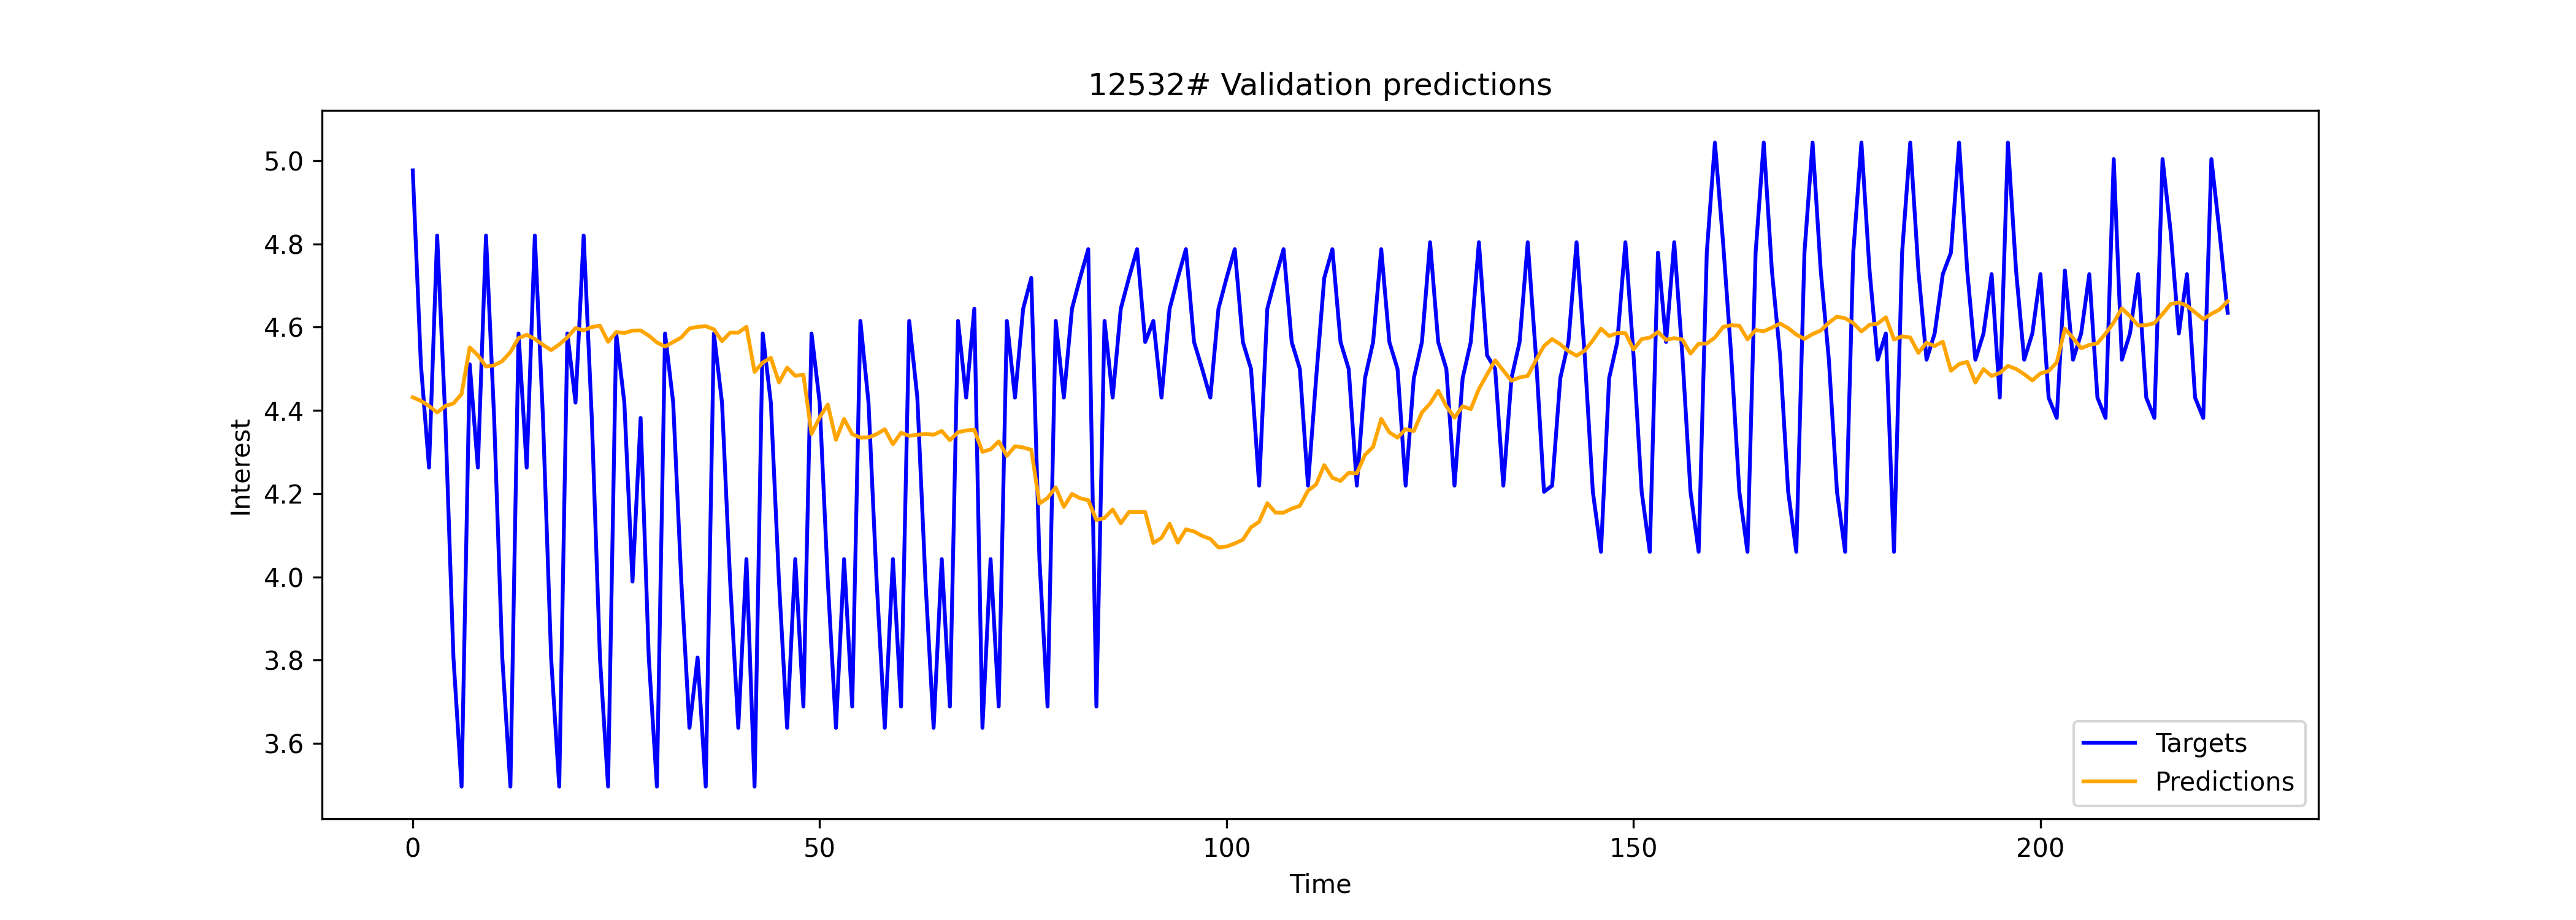 12532# Validation predictions
5.0
4.8
4.6
4.4
4.2
4.0
3.8
3.6
Interest
0
50
100
150
200
Time
Targets
Predictions